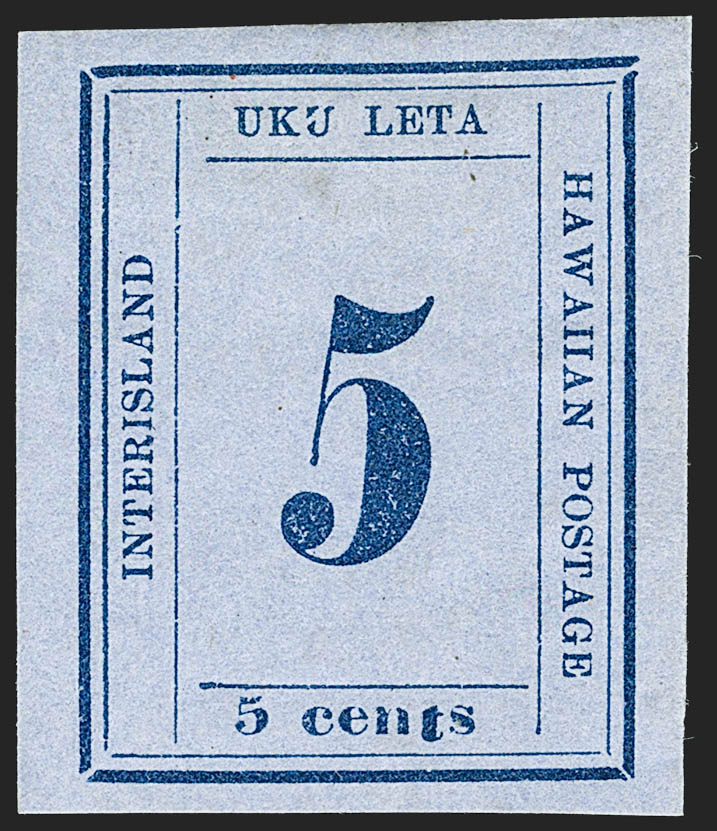 UKU LETA
INTERISLAND
HAWAIIAN POSTAGE
5
5 cents